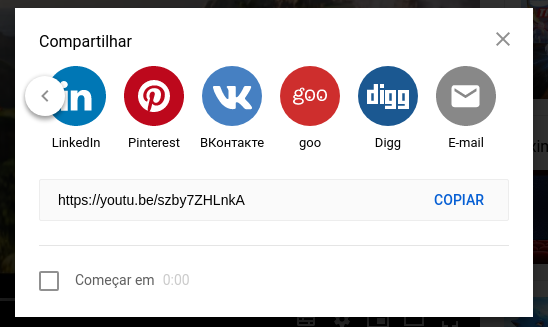 Compartilhar
in
goo
digg
LinkedIn Pinterest ВКонтакте goo Digg E-mail
https://youtu.be/szby7ZHLnkA COPIAR
Começar em 0:00